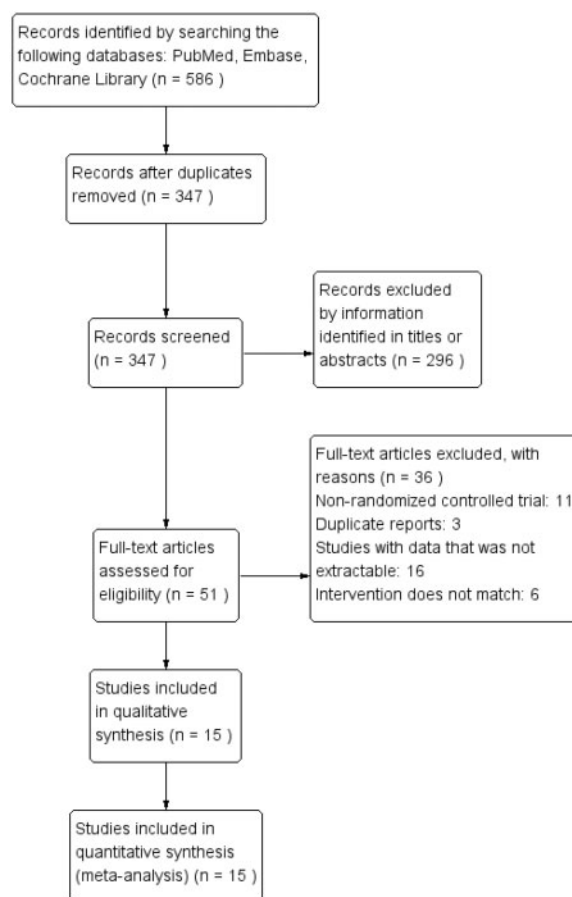 Records identified by searching the
following databases: PubMed, Embase,
Cochrane Library (n = 586 )
Records after duplicates
removed (n = 347 )
Records screened
(n = 347 )
Records excluded
by information
identified in titles or
abstracts (n = 296 )
Full-text articles
assessed for
eligibility (n = 51 )
Full-text articles excluded, with
reasons (n = 36 )
Non-randomized controlled trial: 11
Duplicate reports: 3
Studies with data that was not
extractable: 16
Intervention does not match: 6
Studies included
in qualitative
synthesis (n = 15 )
Studies included in
quantitative synthesis
(meta-analysis) (n = 15 )